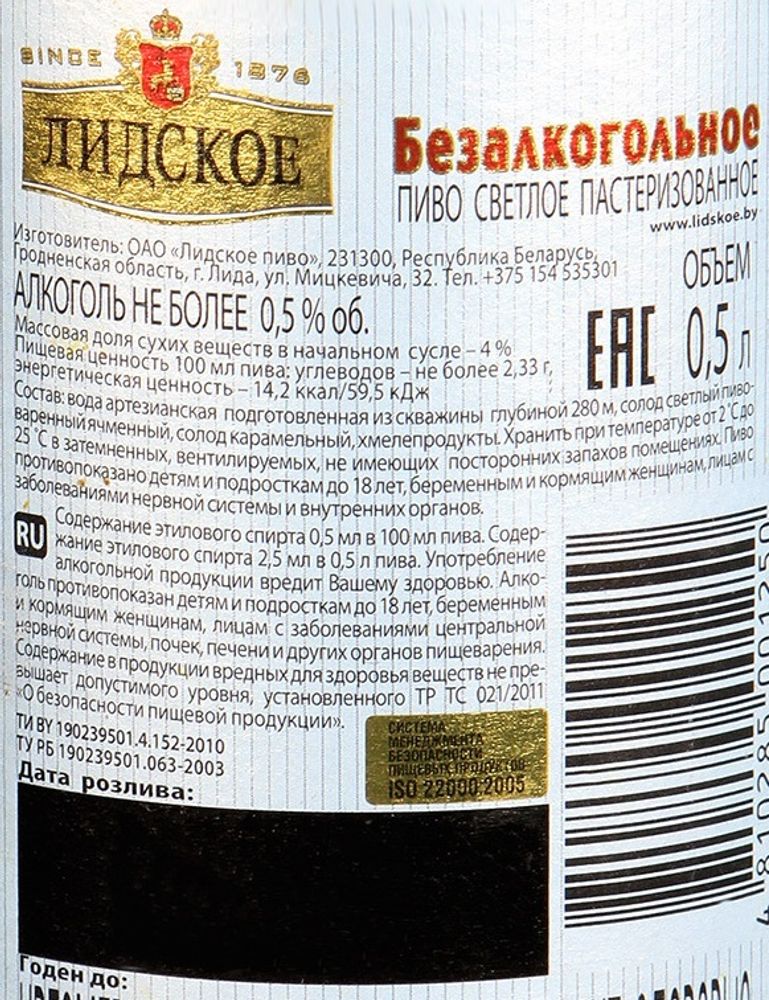 SINCE 1876
ЛИДСКОЕ
Безалкогольное
ПИВО СВЕТЛОЕ ПАСТЕРИЗОВАННОЕ
www.lidskoe.by
Изготовитель: ОАО «Лидское пиво», 231300, Республика Беларусь,
Гродненская область, г. Лида, ул. Мицкевича, 32. Тел. +375 154 535301
АЛКОГОЛЬ НЕ БОЛЕЕ 0,5 % об.
ОБЪЕМ
0,5 л
EAC
Массовая доля сухих веществ в начальном сусле – 4 %
Пищевая ценность 100 мл пива: углеводов – не более 2,33 г,
энергетическая ценность – 14,2 ккал/59,5 кДж
Состав: вода артезианская подготовленная из скважины глубиной 280 м, солод светлый пиво-
варенный ячменный, солод карамельный, хмелепродукты. Хранить при температуре от 2 ˚С до
25 ˚С в затемненных, вентилируемых, не имеющих посторонних запахов помещениях. Пиво
противопоказано детям и подросткам до 18 лет, беременным и кормящим женщинам, лицам с
заболеваниями нервной системы и внутренних органов.
RU
Содержание этилового спирта 0,5 мл в 100 мл пива. Содер-
жание этилового спирта 2,5 мл в 0,5 л пива. Употребление
алкогольной продукции вредит Вашему здоровью. Алко-
голь противопоказан детям и подросткам до 18 лет, беременным
и кормящим женщинам, лицам с заболеваниями центральной
нервной системы, почек, печени и других органов пищеварения.
Содержание в продукции вредных для здоровья веществ не пре-
вышает допустимого уровня, установленного ТР ТС 021/2011
«О безопасности пищевой продукции».
ТИ BY 190239501.4.152-2010
ТУ РБ 190239501.063-2003
СИСТЕМА
МЕНЕДЖМЕНТА
БЕЗОПАСНОСТИ
ПИЩЕВЫХ ПРОДУКТОВ
ISO 22000:2005
Дата розлива:
Годен до:
4 810285 001250